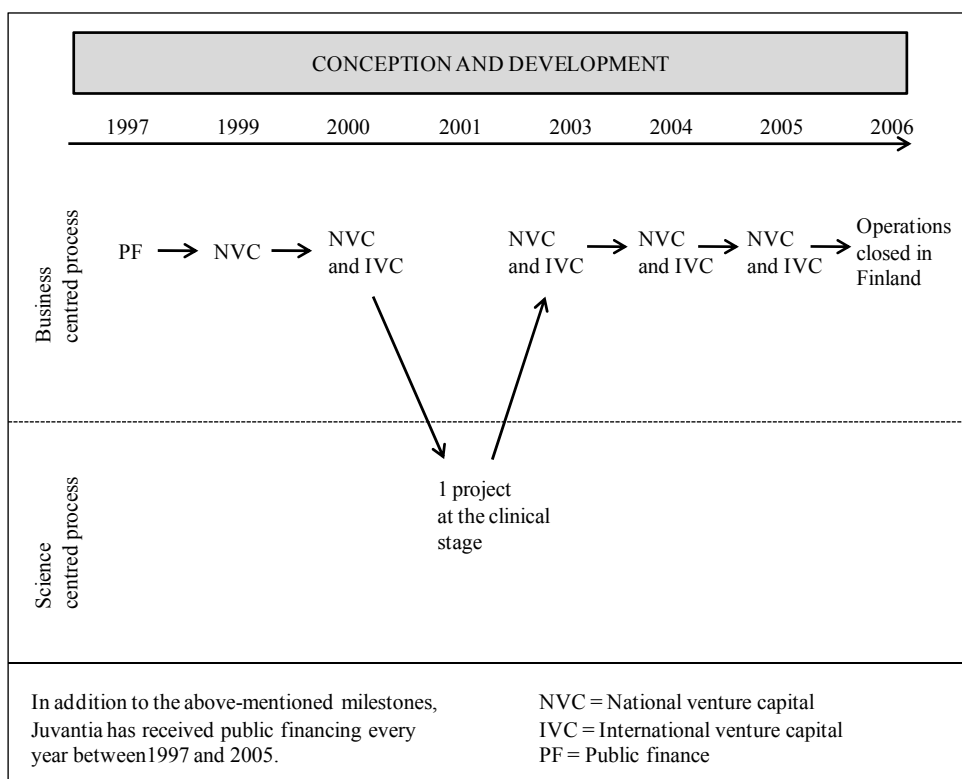 CONCEPTION AND DEVELOPMENT
1997 1999 2000 2001 2003 2004 2005 2006
Business
centred process
PF
NVC
NVC
and IVC
NVC
and IVC
NVC
and IVC
NVC
and IVC
Operations
closed in
Finland
Science
centred process
1 project
at the clinical
stage
In addition to the above-mentioned milestones,
Juvantia has received public financing every
year between1997 and 2005.
NVC = National venture capital
IVC = International venture capital
PF = Public finance